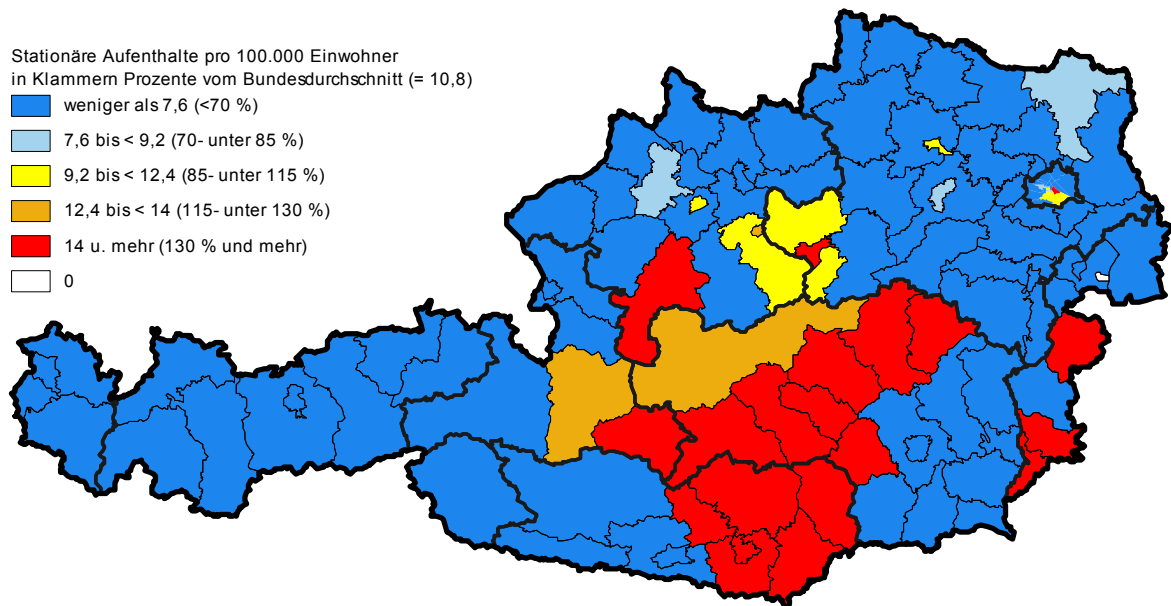 Stationäre Aufenthalte pro 100.000 Einwohner
in Klammern Prozente vom Bundesdurchschnitt (= 10,8)
weniger als 7,6 (<70 %)
7,6 bis < 9,2 (70- unter 85 %)
9,2 bis < 12,4 (85- unter 115 %)
12,4 bis < 14 (115- unter 130 %)
14 u. mehr (130 % und mehr)
0